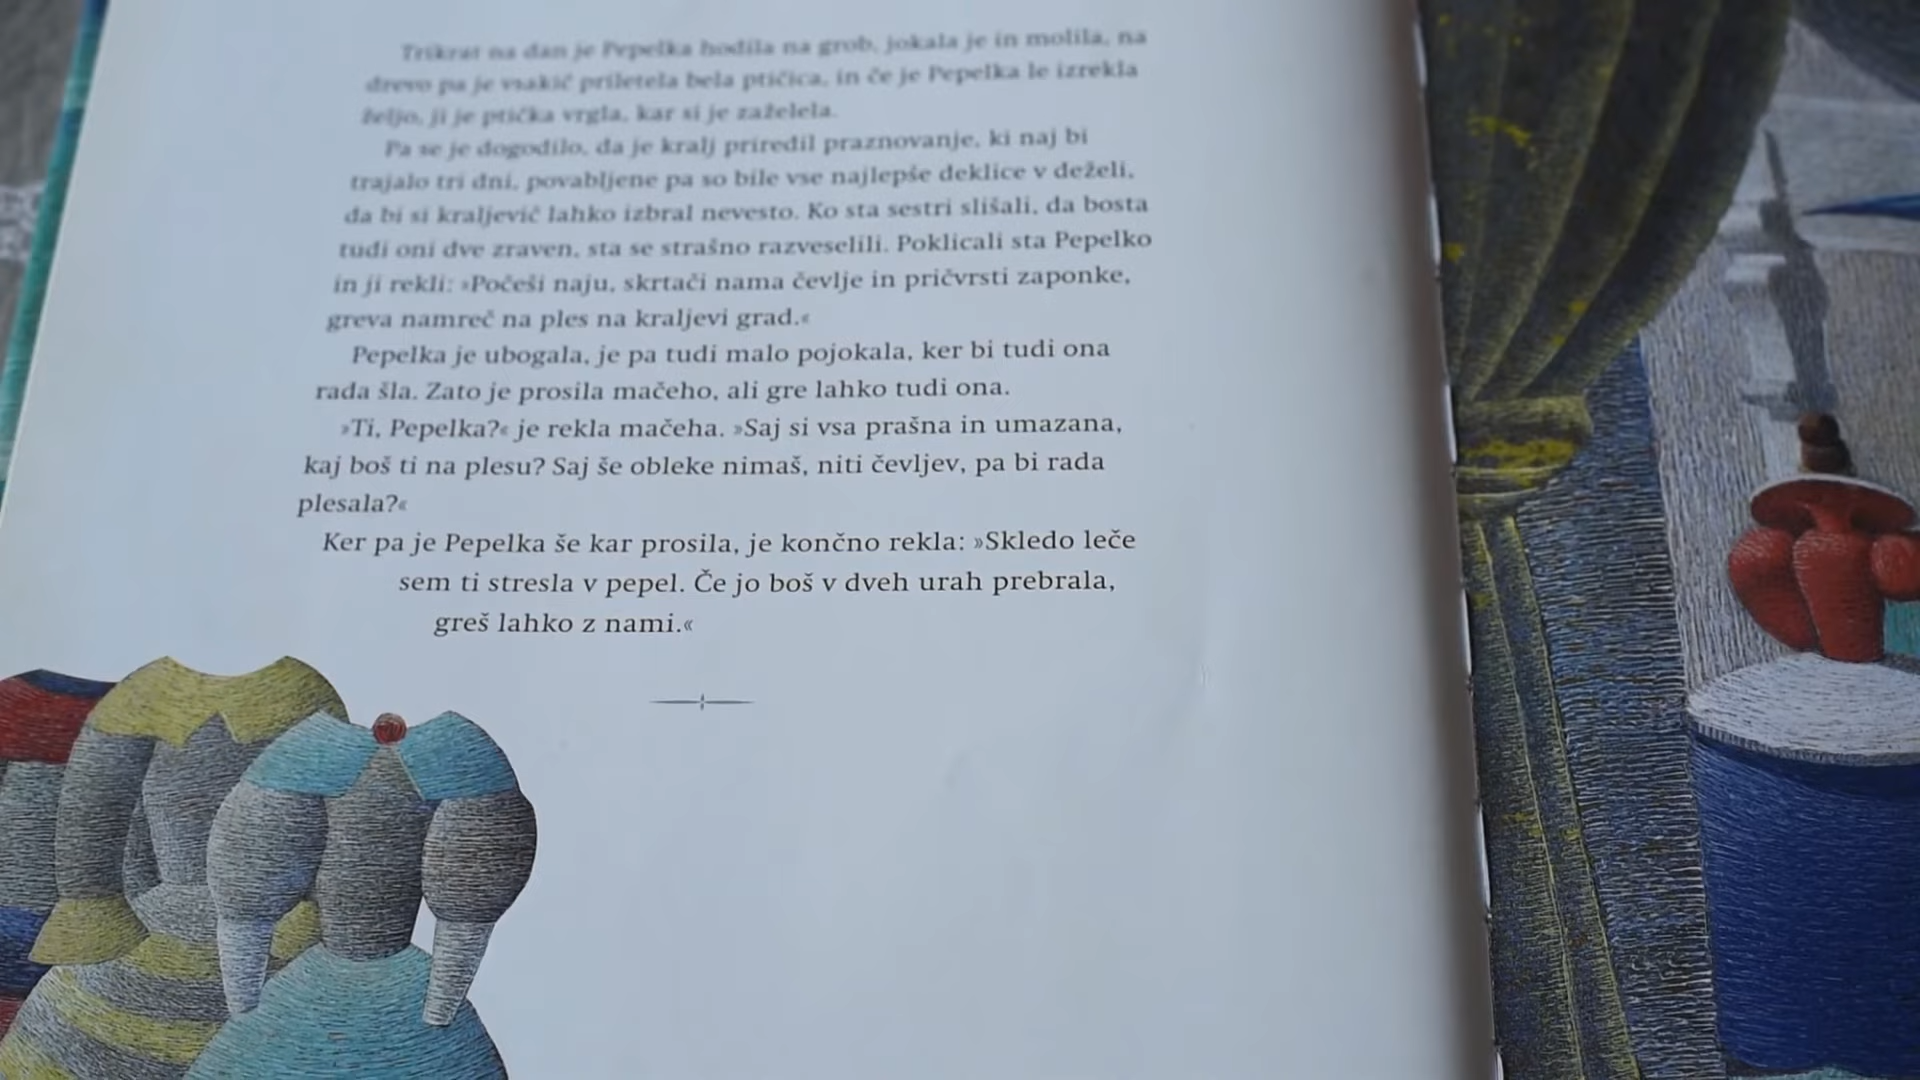 Trikrat na dan je Pepelka hodila na grob, jokala je in molila, na
drevo pa je vsakič priletela bela ptičica, in če je Pepelka le izrekla
željo, ji je ptička vrgla, kar si je zaželela.
Pa se je dogodilo, da je kralj priredil praznovanje, ki naj bi
trajalo tri dni, povabljene pa so bile vse najlepše deklice v deželi,
da bi si kraljevič lahko izbral nevesto. Ko sta sestri slišali, da bosta
tudi oni dve zraven, sta se strašno razveselili. Poklicali sta Pepelko
in ji rekli: »Počeši naju, skrtači nama čevlje in pričvrsti zaponke,
greva namreč na ples na kraljevi grad.«
Pepelka je ubogala, je pa tudi malo pojokala, ker bi tudi ona
rada šla. Zato je prosila mačeho, ali gre lahko tudi ona.
»Ti, Pepelka?« je rekla mačeha. »Saj si vsa prašna in umazana,
kaj boš ti na plesu? Saj še obleke nimaš, niti čevljev, pa bi rada
plesala?«
Ker pa je Pepelka še kar prosila, je končno rekla: »Skledo leče
sem ti stresla v pepel. Če jo boš v dveh urah prebrala,
greš lahko z nami.«